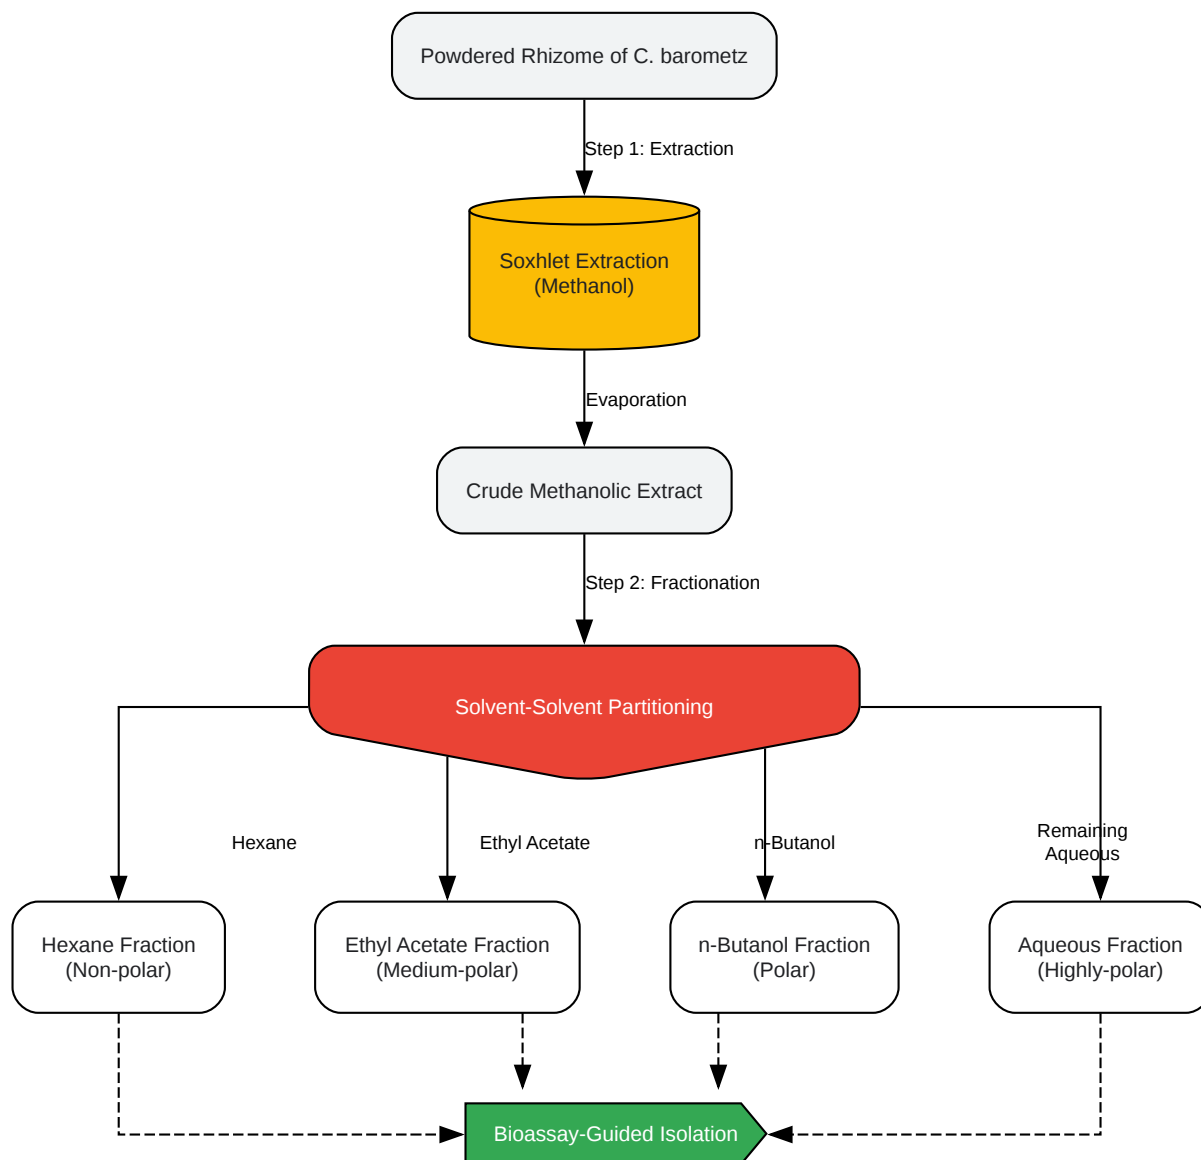 Powdered Rhizome of C. barometz
Step 1: Extraction
Soxhlet Extraction
(Methanol)
Evaporation
Crude Methanolic Extract
Step 2: Fractionation
Solvent-Solvent Partitioning
Hexane
Ethyl Acetate
n-Butanol
Remaining
Aqueous
Hexane Fraction
(Non-polar)
Ethyl Acetate Fraction
(Medium-polar)
n-Butanol Fraction
(Polar)
Aqueous Fraction
(Highly-polar)
Bioassay-Guided Isolation